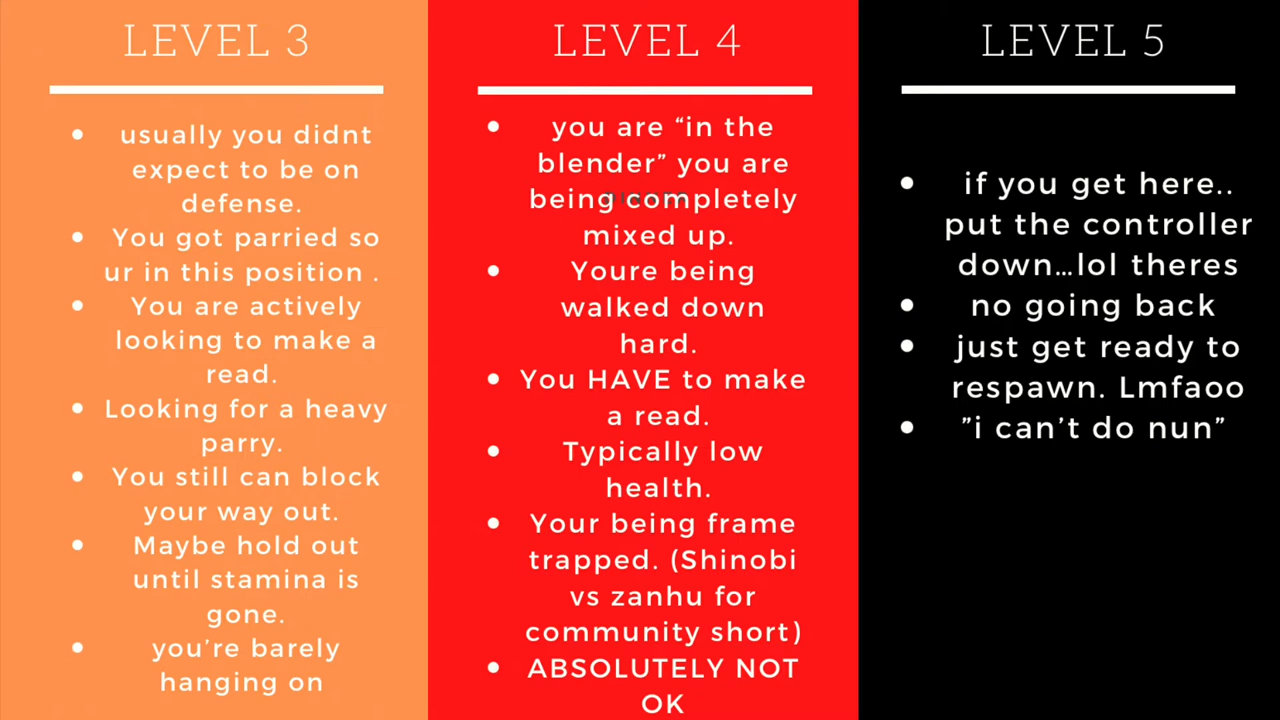 LEVEL 3
usually you didnt
expect to be on
defense.
You got parried so
ur in this position .
You are actively
looking to make a
read.
Looking for a heavy
parry.
You still can block
your way out.
Maybe hold out
until stamina is
gone.
you’re barely
hanging on
LEVEL 4
you are “in the
blender” you are
being completely
mixed up.
Youre being
walked down
hard.
You HAVE to make
a read.
Typically low
health.
Your being frame
trapped. (Shinobi
vs zanhu for
community short)
ABSOLUTELY NOT
OK
LEVEL 5
if you get here..
put the controller
down…lol theres
no going back
just get ready to
respawn. Lmfaoo
”i can’t do nun”